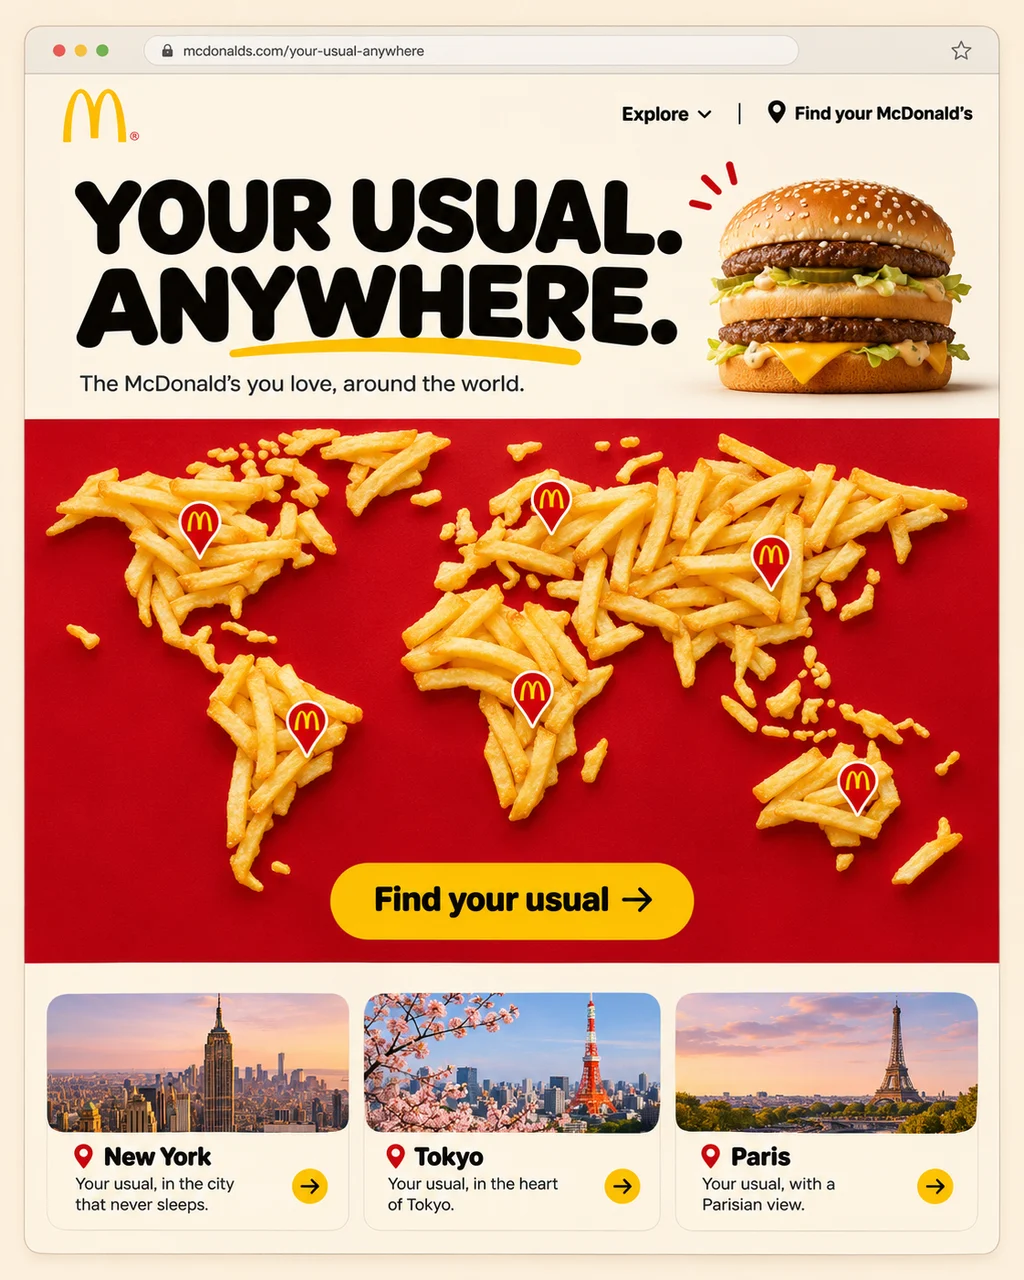 mcdonalds.com/your-usual-anywhere
M®
Explore
Find your McDonald's
YOUR USUAL.
ANYWHERE.
The McDonald's you love, around the world.
M
M
M
M
M
M
Find your usual →
New York
Your usual, in the city
that never sleeps.
→
Tokyo
Your usual, in the heart
of Tokyo.
→
Paris
Your usual, with a
Parisian view.
→